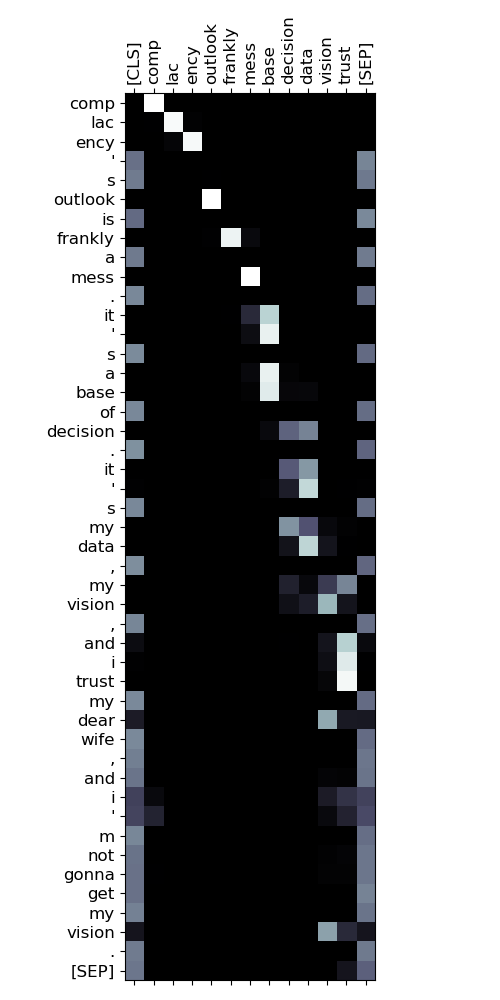 [CLS] comp lac ency outlook frankly mess base decision data vision trust [SEP]
comp
lac
ency
'
s
outlook
is
frankly
a
mess
.
it
'
s
a
base
of
decision
.
it
'
s
my
data
,
my
vision
,
and
i
trust
my
dear
wife
,
and
i
'
m
not
gonna
get
my
vision
.
[SEP]